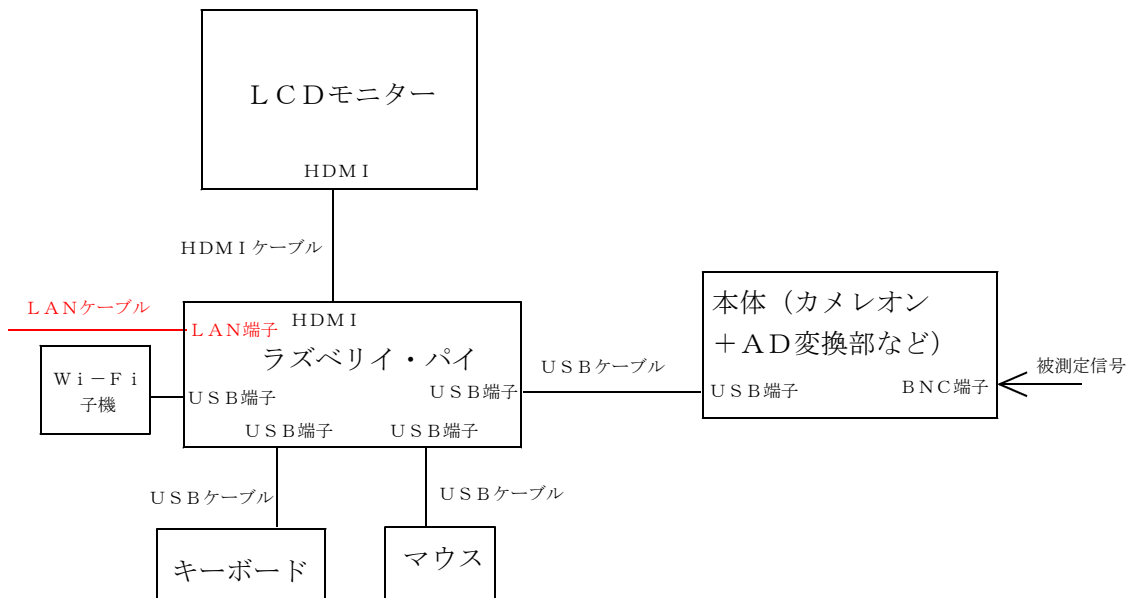 ＬＣＤモニター
ＨＤＭＩ
ＨＤＭＩケーブル
ＬＡＮケーブル
ＬＡＮ端子
ＨＤＭＩ
ラズベリイ・パイ
Ｗｉ－Ｆｉ
子機
ＵＳＢ端子
ＵＳＢ端子
ＵＳＢ端子
ＵＳＢ端子
ＵＳＢケーブル
本体（カメレオン
＋ＡＤ変換部など）
ＵＳＢ端子
ＢＮＣ端子
被測定信号
ＵＳＢケーブル
ＵＳＢケーブル
キーボード
マウス